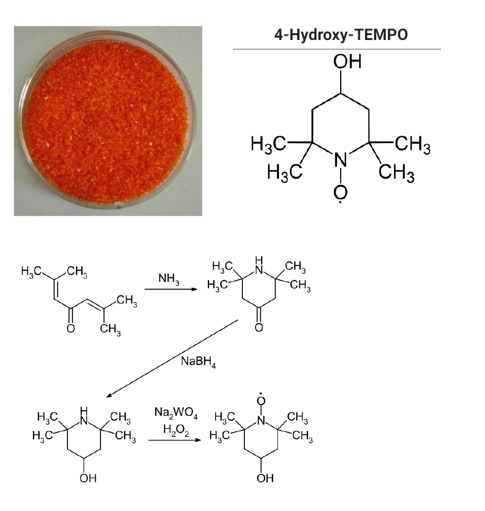 4-Hydroxy-TEMPO
OH
H₃C CH₃
H₃C N CH₃
O
H₃C CH₃
NH₃
CH₃
O CH₃
H₃C H CH₃
H₃C N CH₃
O
NaBH₄
H₃C H CH₃
H₃C N CH₃
OH
Na₂WO₄
H₂O₂
O
H₃C N CH₃
H₃C CH₃
OH